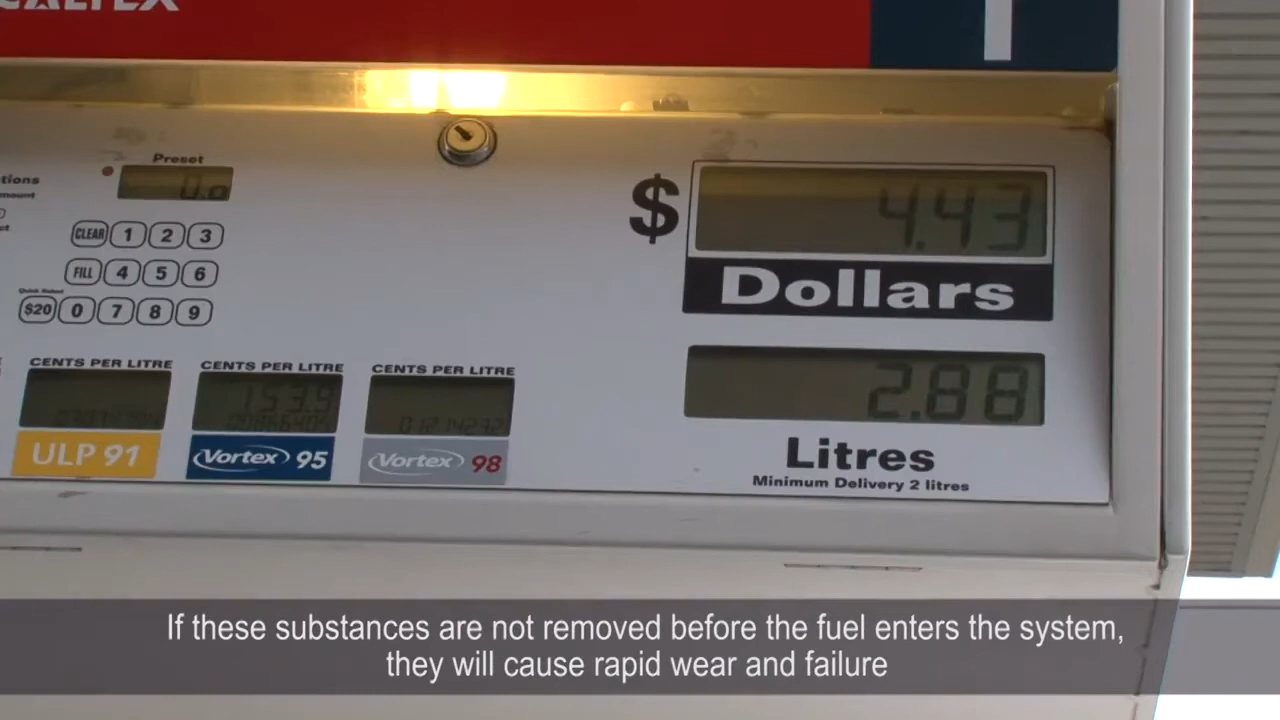 CALTEX
1
Preset
0.0
CLEAR 1 2 3
FILL 4 5 6
$20 0 7 8 9
$ 4.43
Dollars
2.88
Litres
Minimum Delivery 2 litres
CENTS PER LITRE
ULP 91
CENTS PER LITRE
153.9
Vortex 95
CENTS PER LITRE
Vortex 98
If these substances are not removed before the fuel enters the system,
they will cause rapid wear and failure